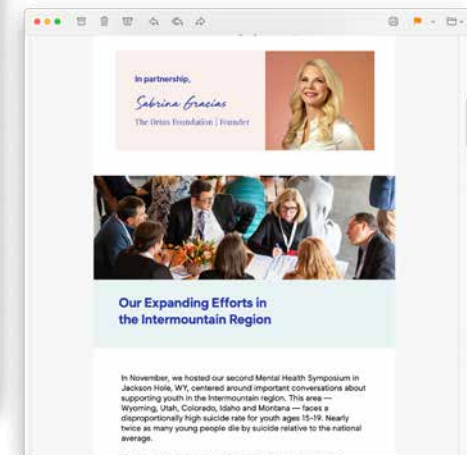 In partnership,
Sabrina Gracias
The Ortus Foundation | Founder
Our Expanding Efforts in
the Intermountain Region
In November, we hosted our second Mental Health Symposium in
Jackson Hole, WY, centered around important conversations about
supporting youth in the Intermountain region. This area —
Wyoming, Utah, Colorado, Idaho and Montana — faces a
disproportionally high suicide rate for youth ages 15-19. Nearly
twice as many young people die by suicide relative to the national
average.